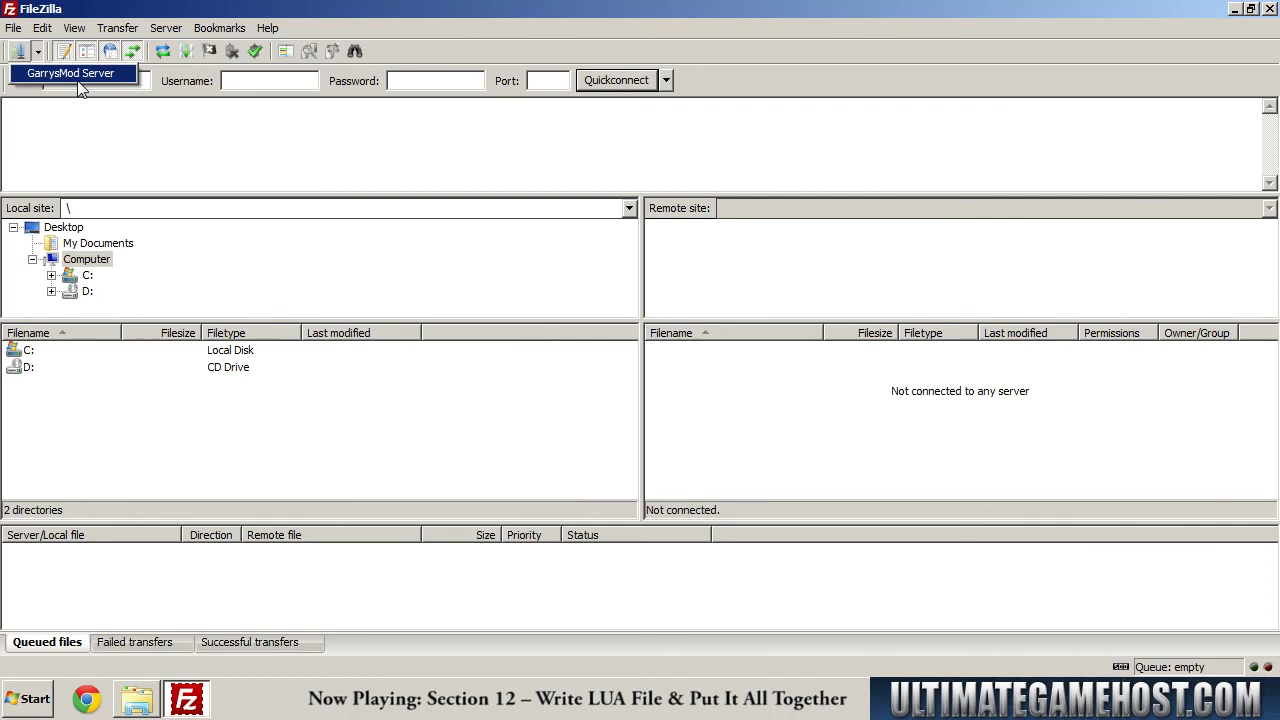 FileZilla
File Edit View Transfer Server Bookmarks Help
GarrysMod Server
Username: Password: Port: Quickconnect
Local site: \
Remote site:
Desktop
My Documents
Computer
C:
D:
Filename Filesize Filetype Last modified
C: Local Disk
D: CD Drive
2 directories
Filename Filesize Filetype Last modified Permissions Owner/Group
Not connected to any server
Not connected.
Server/Local file Direction Remote file Size Priority Status
Queued files Failed transfers Successful transfers
Queue: empty
Start
Now Playing: Section 12 – Write LUA File & Put It All Together
ULTIMATEGAMEHOST.COM